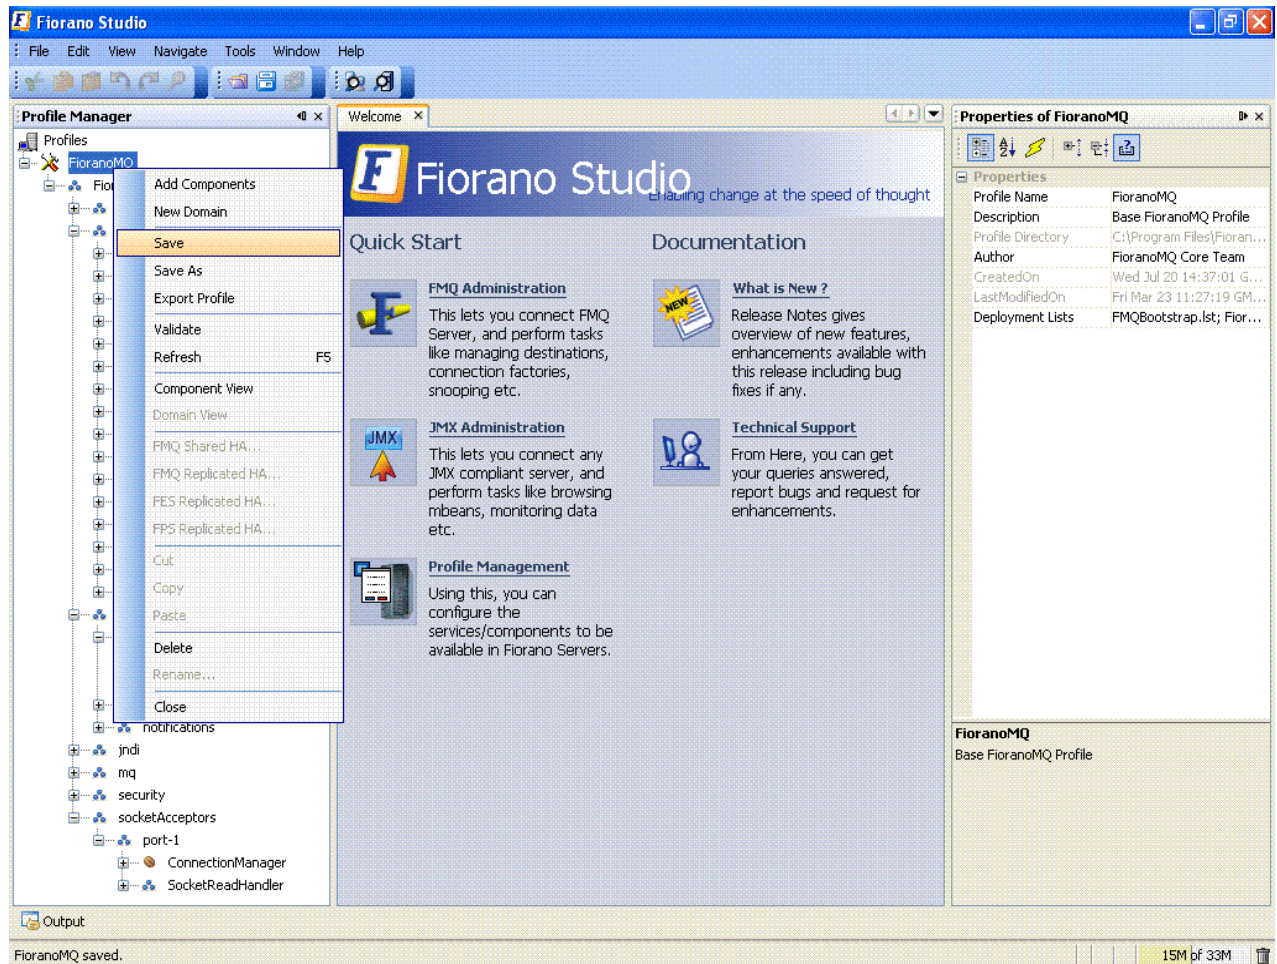 Fiorano Studio
File Edit View Navigate Tools Window Help
Profile Manager
Profiles
FioranoMQ
Fior
Add Components
New Domain
Save
Save As
Export Profile
Validate
Refresh F5
Component View
Domain View
FMQ Shared HA...
FMQ Replicated HA...
FES Replicated HA...
FPS Replicated HA...
Cut
Copy
Paste
Delete
Rename...
Close
notifications
jndi
mq
security
socketAcceptors
port-1
ConnectionManager
SocketReadHandler
Welcome
Fiorano Studio
Enabling change at the speed of thought
Quick Start
FMQ Administration
This lets you connect FMQ
Server, and perform tasks
like managing destinations,
connection factories,
snooping etc.
JMX
JMX Administration
This lets you connect any
JMX compliant server, and
perform tasks like browsing
mbeans, monitoring data
etc.
Profile Management
Using this, you can
configure the
services/components to be
available in Fiorano Servers.
Documentation
NEW
What is New ?
Release Notes gives
overview of new features,
enhancements available with
this release including bug
fixes if any.
Technical Support
From Here, you can get
your queries answered,
report bugs and request for
enhancements.
Properties of FioranoMQ
Properties
Profile Name FioranoMQ
Description Base FioranoMQ Profile
Profile Directory C:\Program Files\Fioran...
Author FioranoMQ Core Team
CreatedOn Wed Jul 20 14:37:01 G...
LastModifiedOn Fri Mar 23 11:27:19 GM...
Deployment Lists FMQBootstrap.lst; Fior...
FioranoMQ
Base FioranoMQ Profile
Output
FioranoMQ saved.
15M of 33M